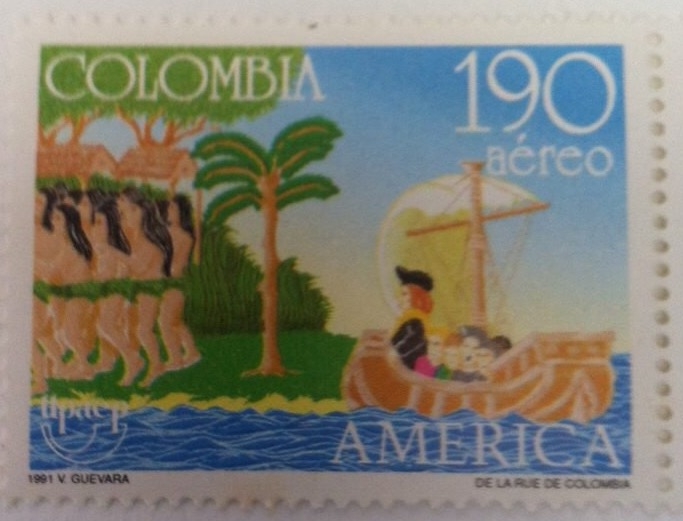 COLOMBIA
190
aéreo
upaep
AMERICA
1991 V. GUEVARA
DE LA RUE DE COLOMBIA